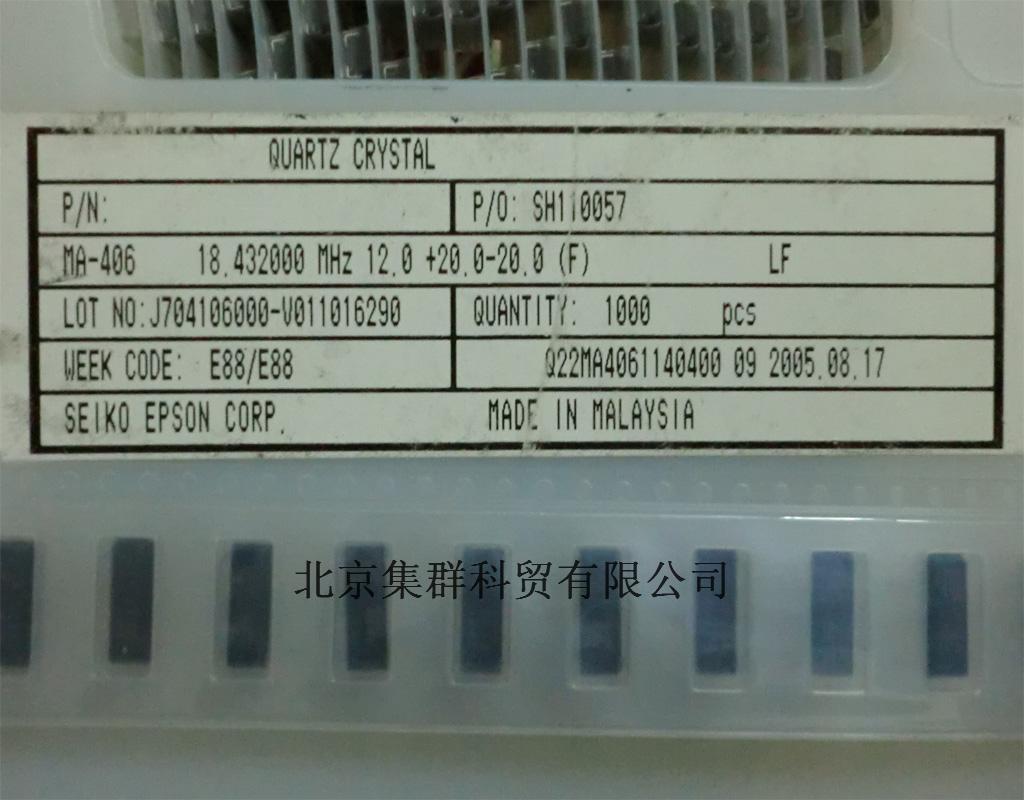 QUARTZ CRYSTAL
P/N: P/O: SH110057
MA-406 18.432000 MHz 12.0 +20.0-20.0 (F) LF
LOT NO:J704106000-V011016290 QUANTITY: 1000 pcs
WEEK CODE: E88/E88 Q22MA4061140400 09 2005.08.17
SEIKO EPSON CORP. MADE IN MALAYSIA
北京集群科贸有限公司